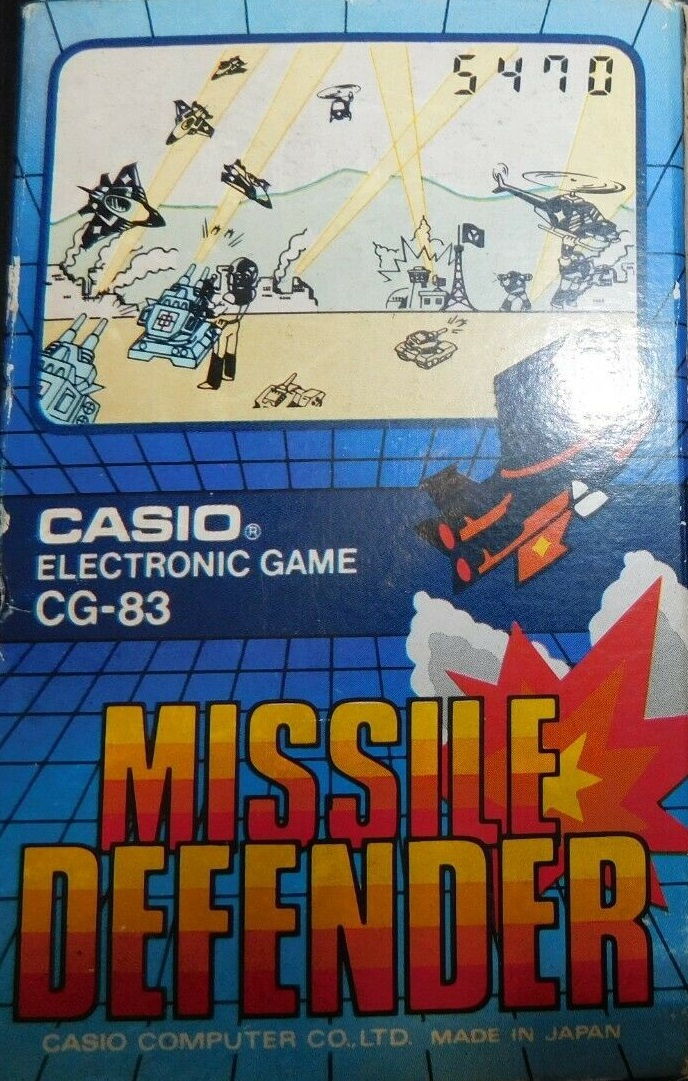 5470
CASIO®
ELECTRONIC GAME
CG-83
MISSILE
DEFENDER
CASIO COMPUTER CO.,LTD. MADE IN JAPAN